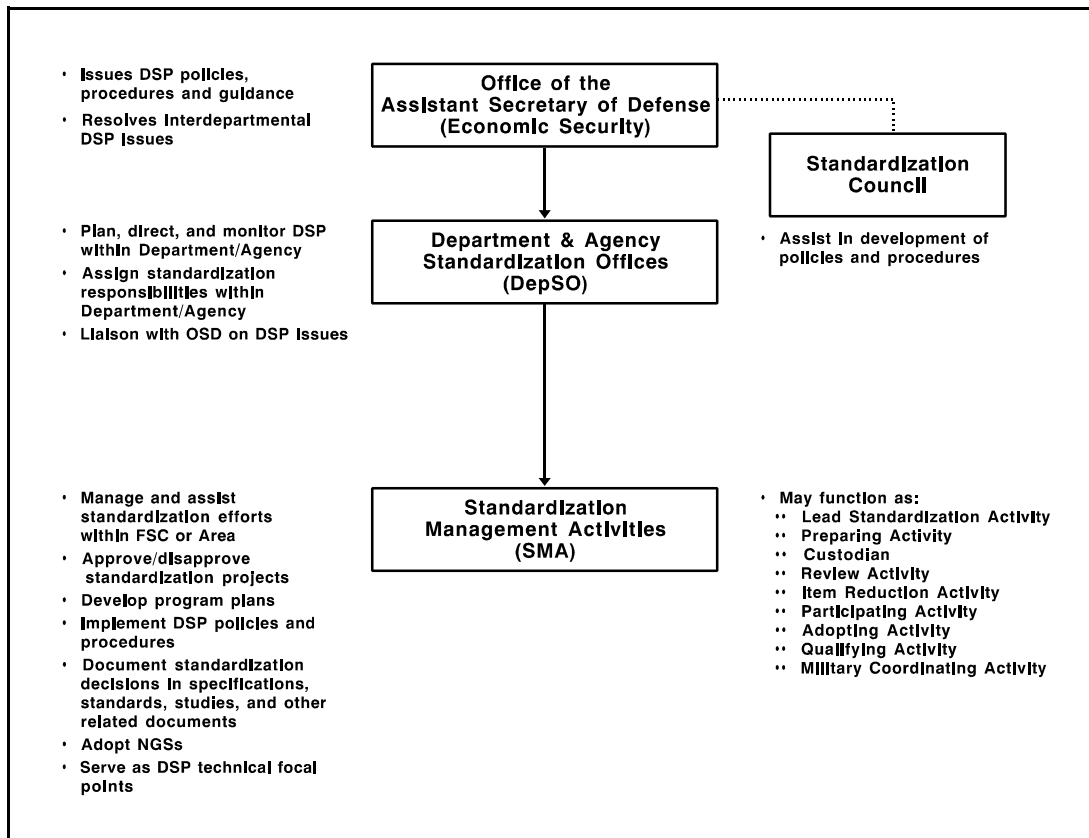 • Issues DSP policies,
procedures and guidance
• Resolves Interdepartmental
DSP Issues
Office of the
Assistant Secretary of Defense
(Economic Security)
Standardization
Council
• Assist in development of
policies and procedures
• Plan, direct, and monitor DSP
within Department/Agency
• Assign standardization
responsibilities within
Department/Agency
• Liaison with OSD on DSP Issues
Department & Agency
Standardization Offices
(DepSO)
• Manage and assist
standardization efforts
within FSC or Area
• Approve/disapprove
standardization projects
• Develop program plans
• Implement DSP policies and
procedures
• Document standardization
decisions in specifications,
standards, studies, and other
related documents
• Adopt NGSs
• Serve as DSP technical focal
points
Standardization
Management Activities
(SMA)
• May function as:
•• Lead Standardization Activity
•• Preparing Activity
•• Custodian
•• Review Activity
•• Item Reduction Activity
•• Participating Activity
•• Adopting Activity
•• Qualifying Activity
•• Military Coordinating Activity